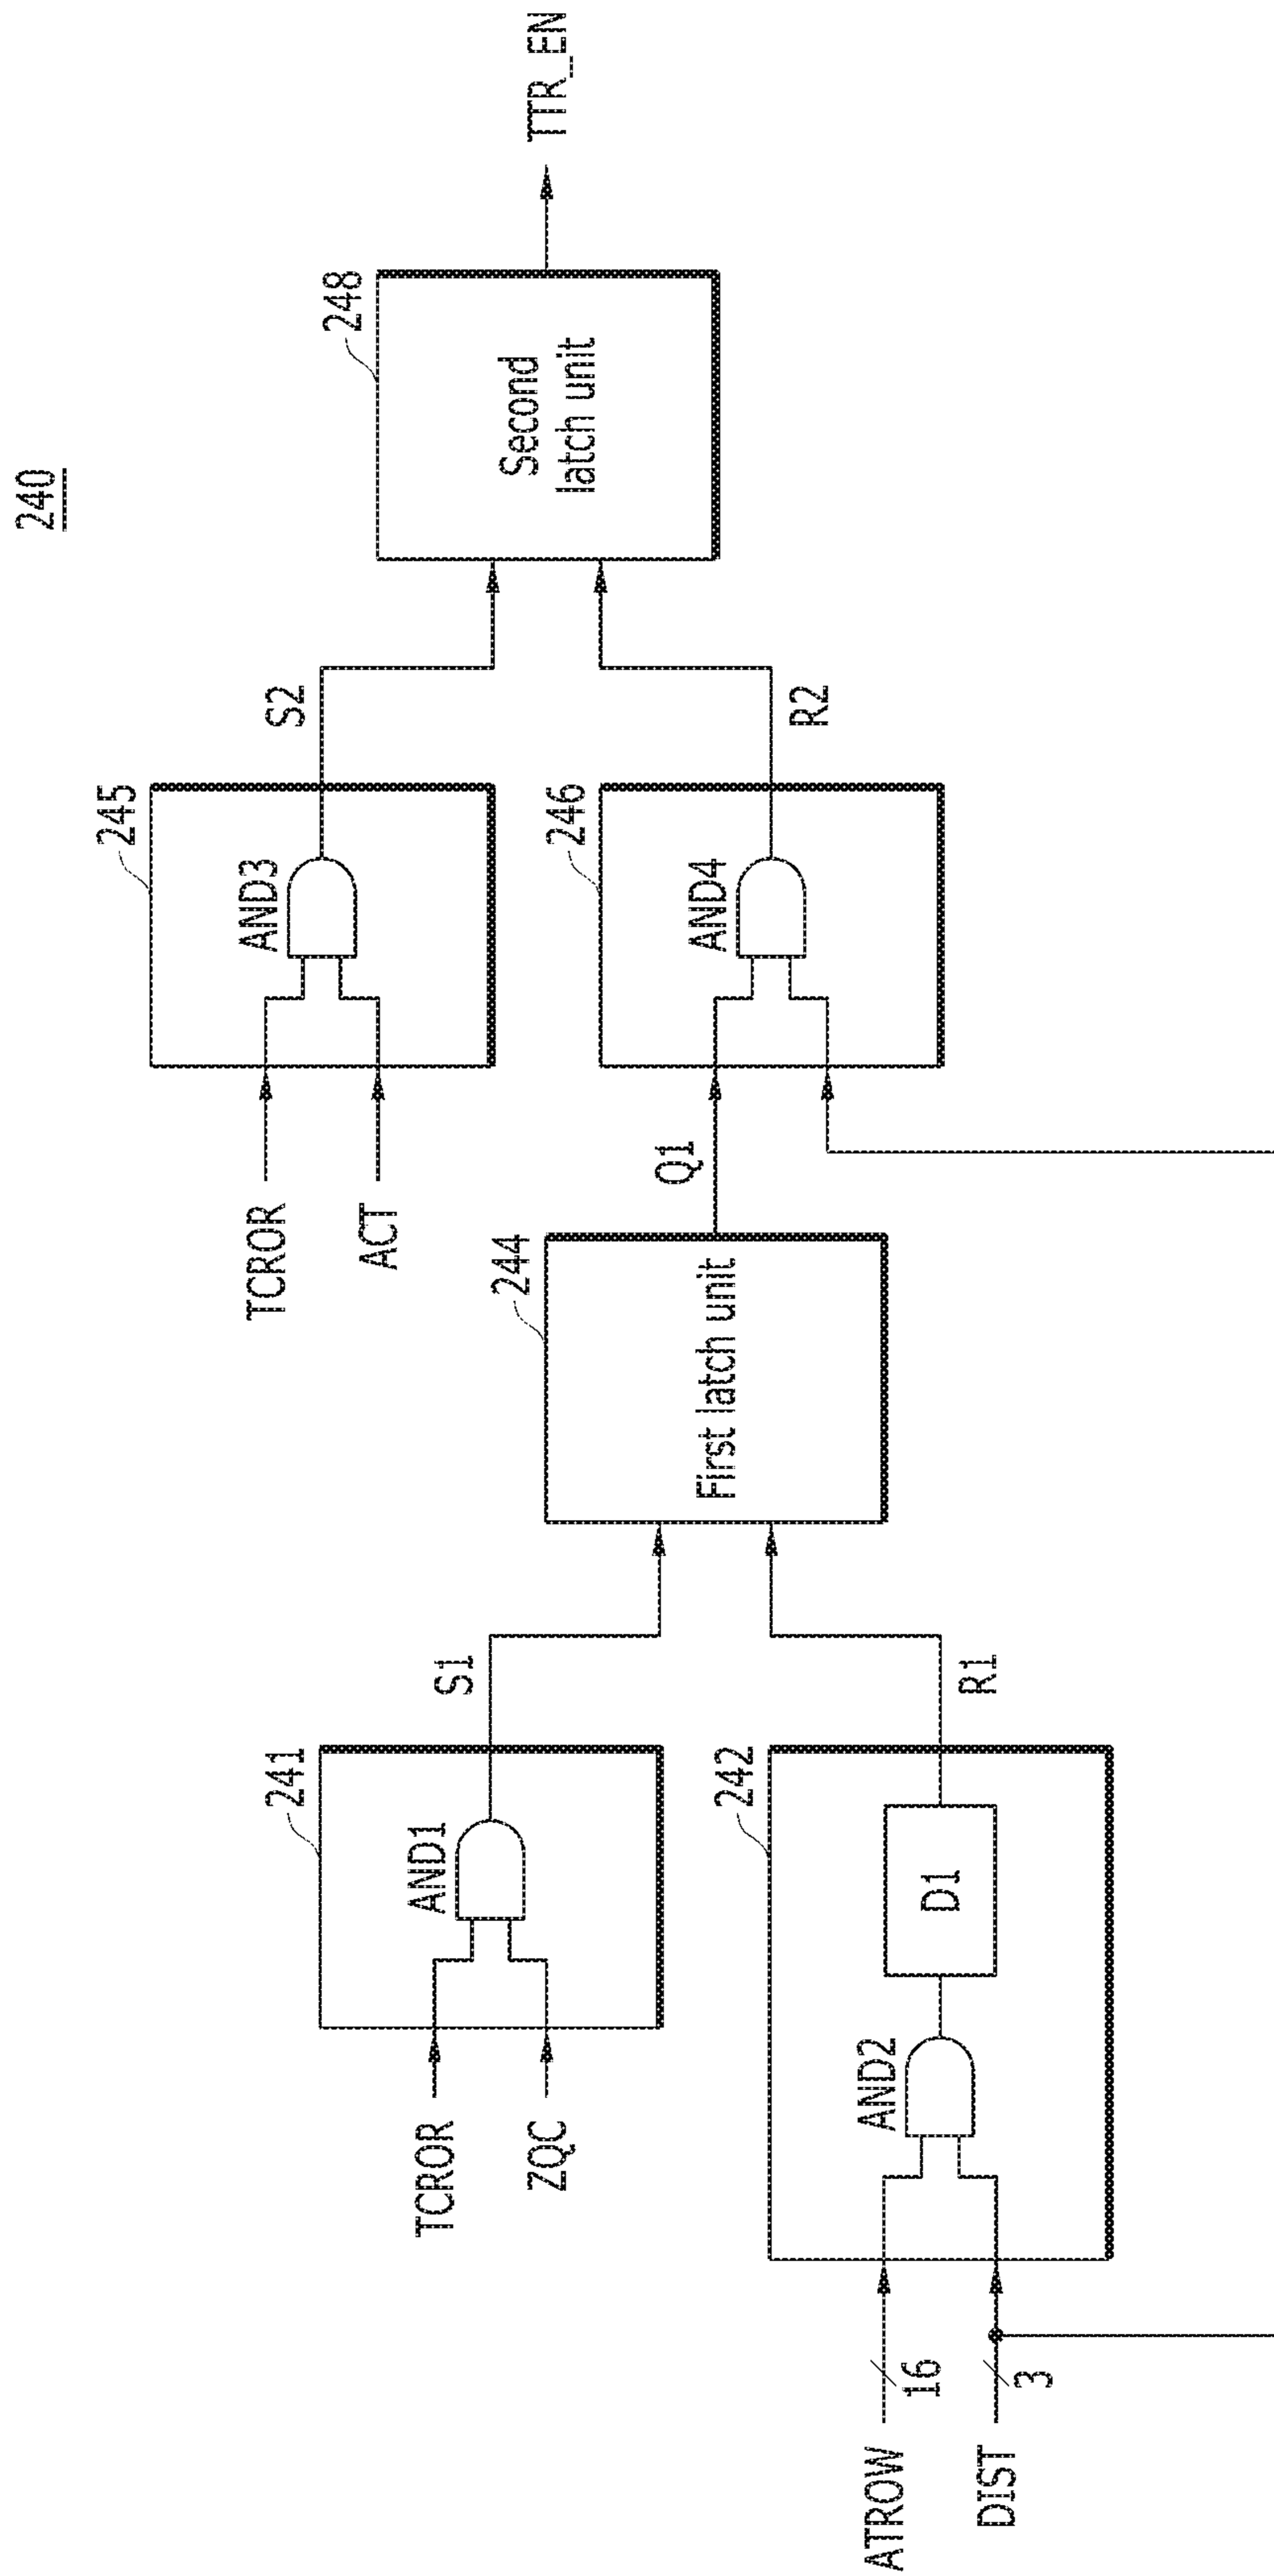 240
TCROR
ZQC
241
AND1
S1
ATROW
16
DIST
3
242
AND2
D1
R1
244
First latch unit
Q1
TCROR
ACT
245
AND3
S2
246
AND4
R2
248
Second
latch unit
TTR_EN